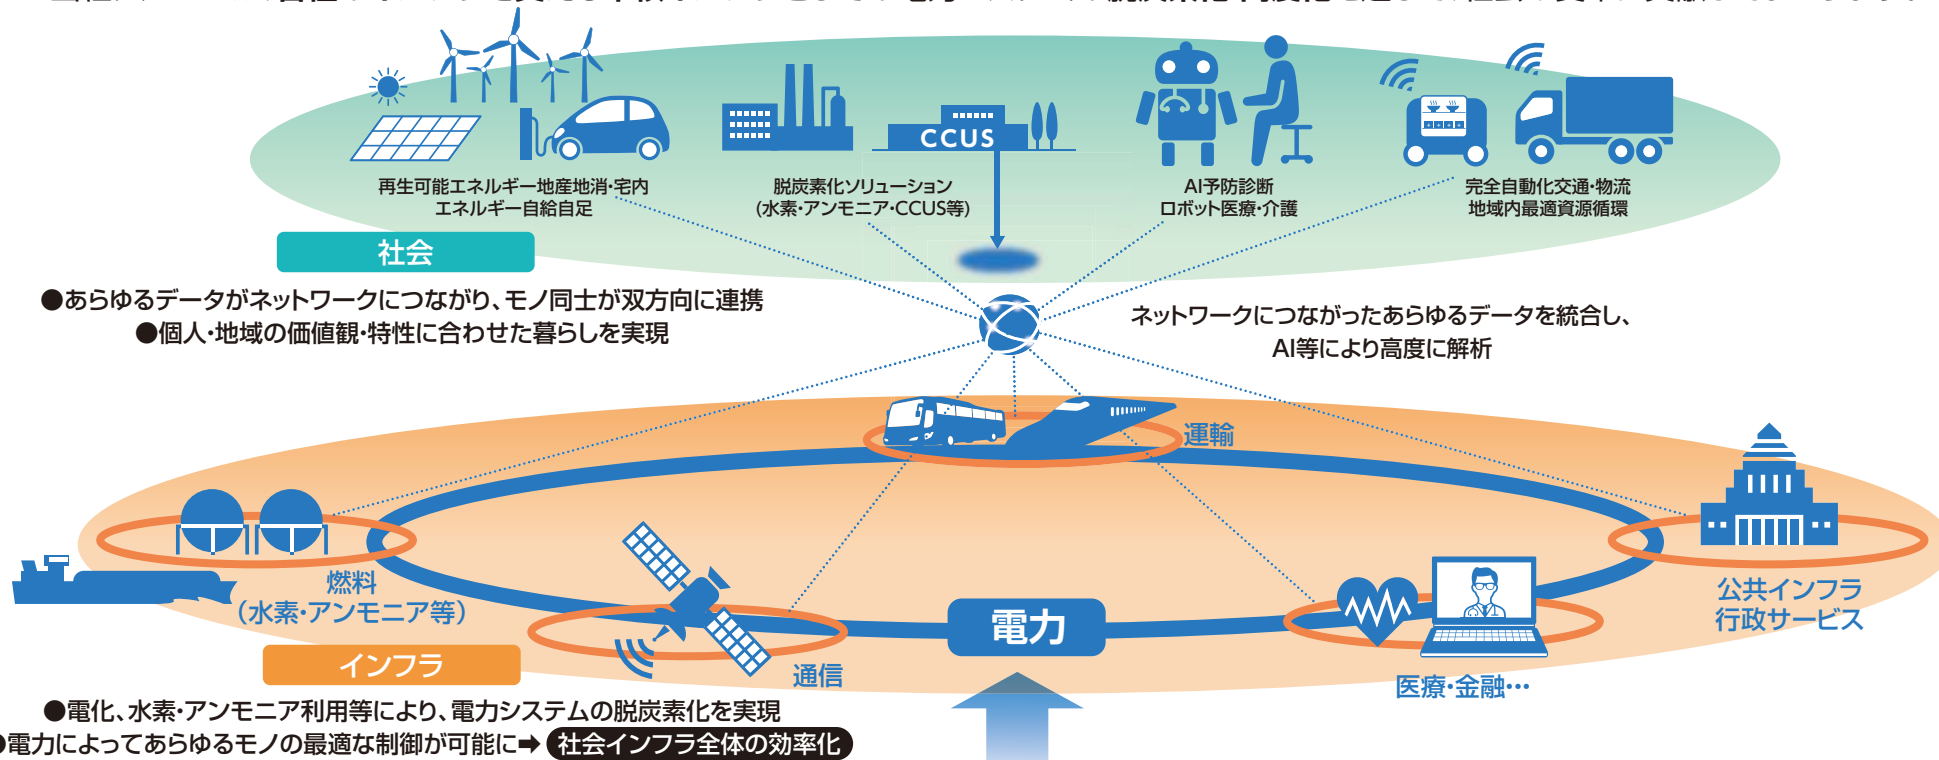 CCUS
再生可能エネルギー地産地消・宅内
エネルギー自給自足
脱炭素化ソリューション
(水素・アンモニア・CCUS等)
AI予防診断
ロボット医療・介護
完全自動化交通・物流
地域内最適資源循環
社会
●あらゆるデータがネットワークにつながり、モノ同士が双方向に連携
●個人・地域の価値観・特性に合わせた暮らしを実現
ネットワークにつながったあらゆるデータを統合し、
AI等により高度に解析
運輸
燃料
(水素・アンモニア等)
通信
電力
医療・金融…
公共インフラ
行政サービス
インフラ
●電化、水素・アンモニア利用等により、電力システムの脱炭素化を実現
●電力によってあらゆるモノの最適な制御が可能に➡ 社会インフラ全体の効率化